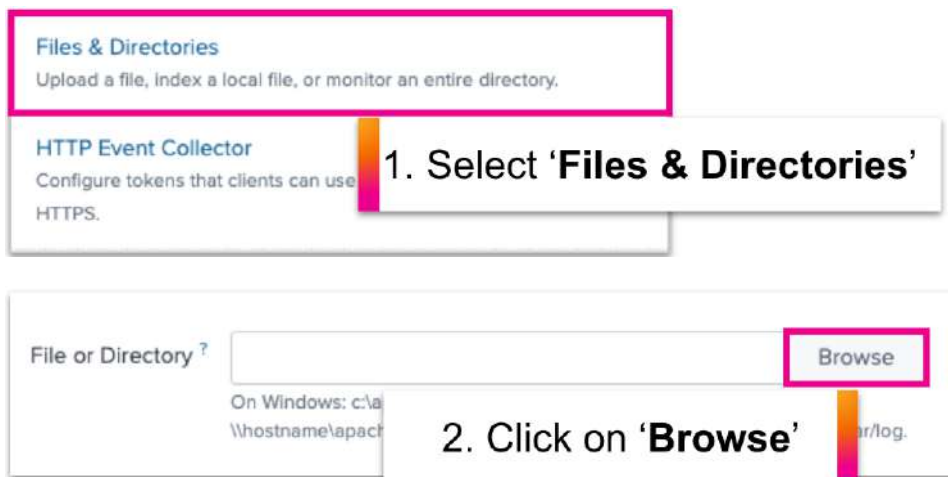 Files & Directories
Upload a file, index a local file, or monitor an entire directory.
HTTP Event Collector
Configure tokens that clients can use
HTTPS.
1. Select ‘Files & Directories’
File or Directory ?
Browse
On Windows: c:\a
\\hostname\apach
ar/log.
2. Click on ‘Browse’